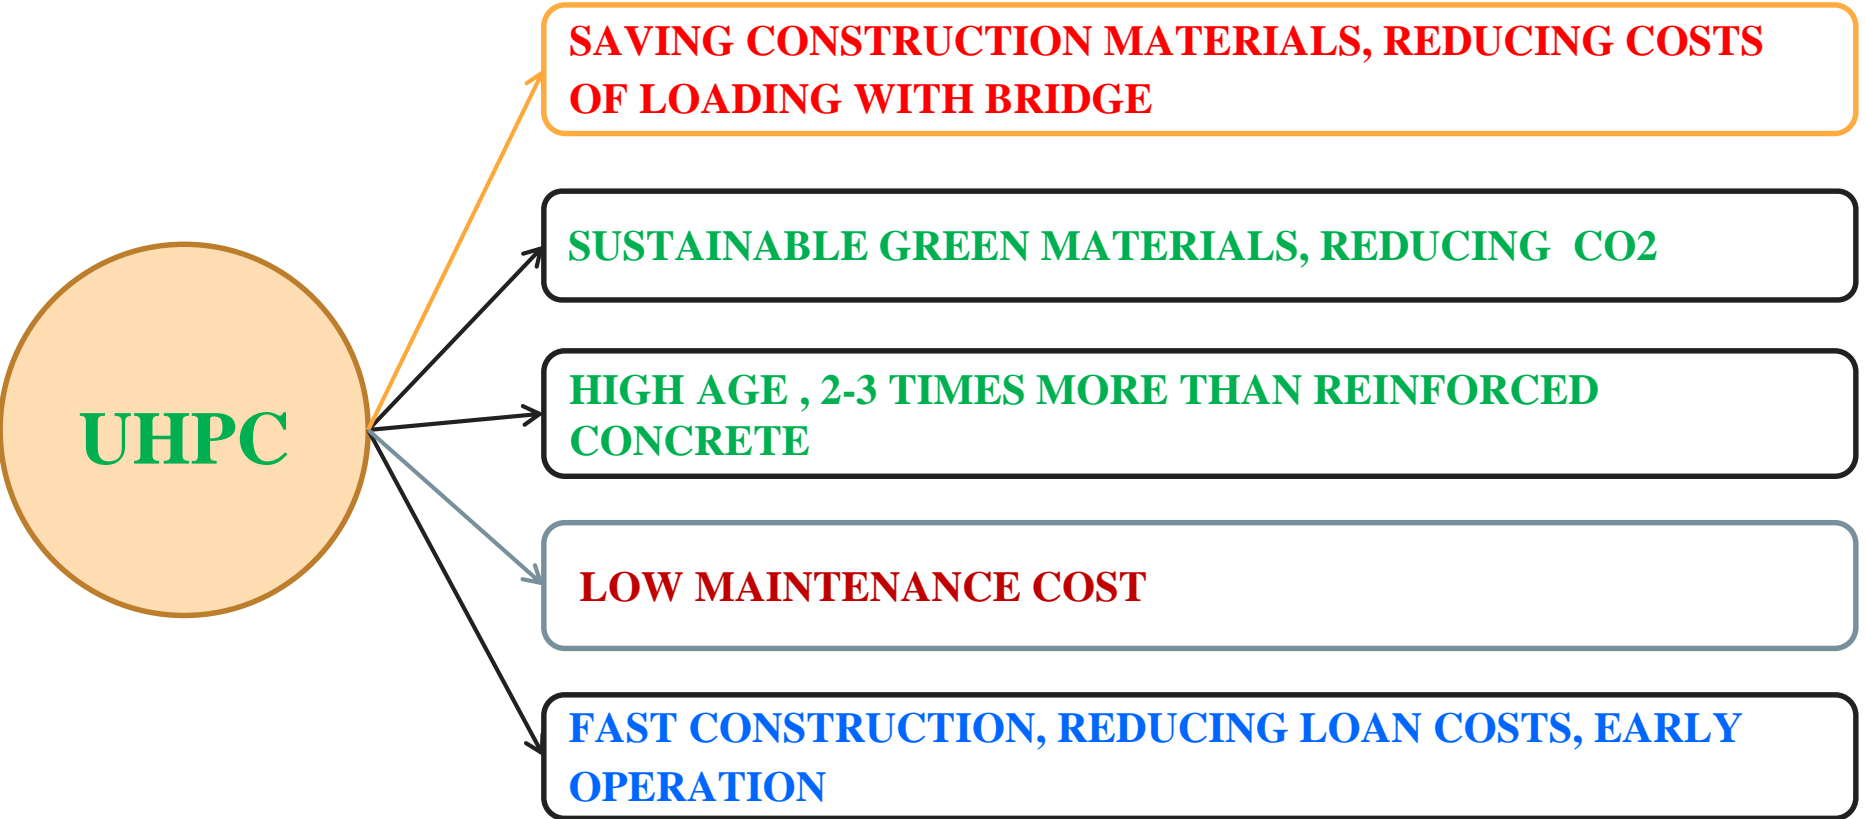 UHPC
SAVING CONSTRUCTION MATERIALS, REDUCING COSTS
OF LOADING WITH BRIDGE
SUSTAINABLE GREEN MATERIALS, REDUCING  CO2
HIGH AGE , 2-3 TIMES MORE THAN REINFORCED
CONCRETE
LOW MAINTENANCE COST
FAST CONSTRUCTION, REDUCING LOAN COSTS, EARLY
OPERATION